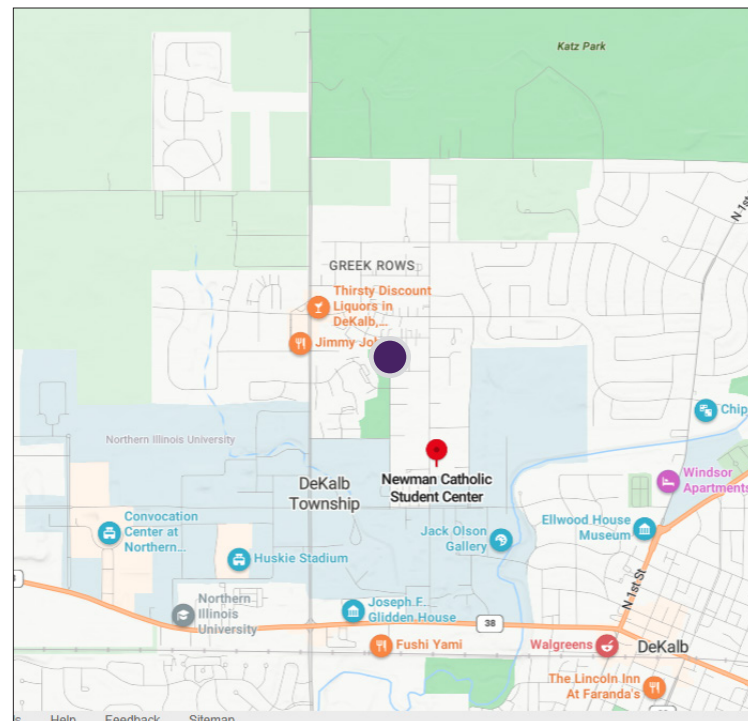 Katz Park
N 1st
GREEK ROWS
Thirsty Discount
Liquors in
DeKalb,...
Jimmy Jo
Chip
Northern Illinois University
Newman Catholic
Student Center
Windsor
Apartments
DeKalb
Township
Convocation
Center at
Northern...
Jack Olson
Gallery
Ellwood House
Museum
Huskie Stadium
N 1st St
Northern
Illinois
University
Joseph F.
Glidden House
38
Fushi Yami
Walgreens
DeKalb
The Lincoln Inn
At Faranda's
Help Feedback Sitemap